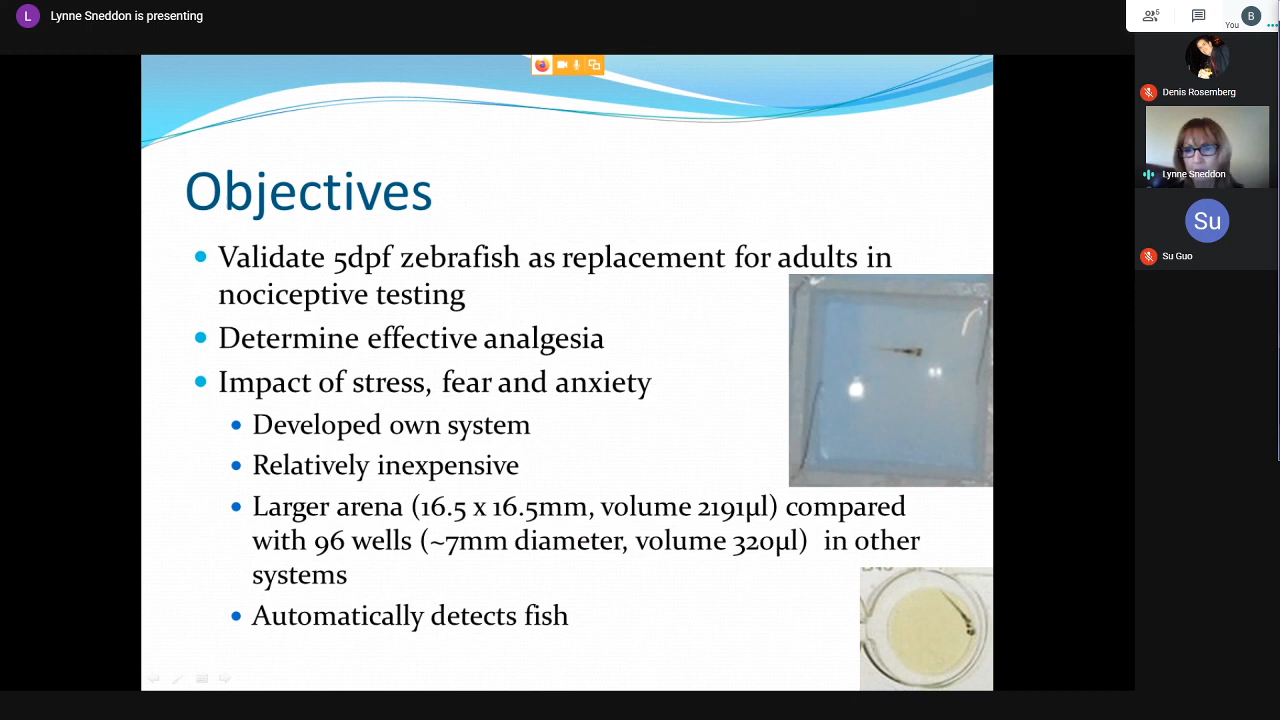 L Lynne Sneddon is presenting
5
You B
Denis Rosemberg
Lynne Sneddon
Su
Su Guo
Objectives
Validate 5dpf zebrafish as replacement for adults in
nociceptive testing
Determine effective analgesia
Impact of stress, fear and anxiety
Developed own system
Relatively inexpensive
Larger arena (16.5 x 16.5mm, volume 2191µl) compared
with 96 wells (~7mm diameter, volume 320µl) in other
systems
Automatically detects fish